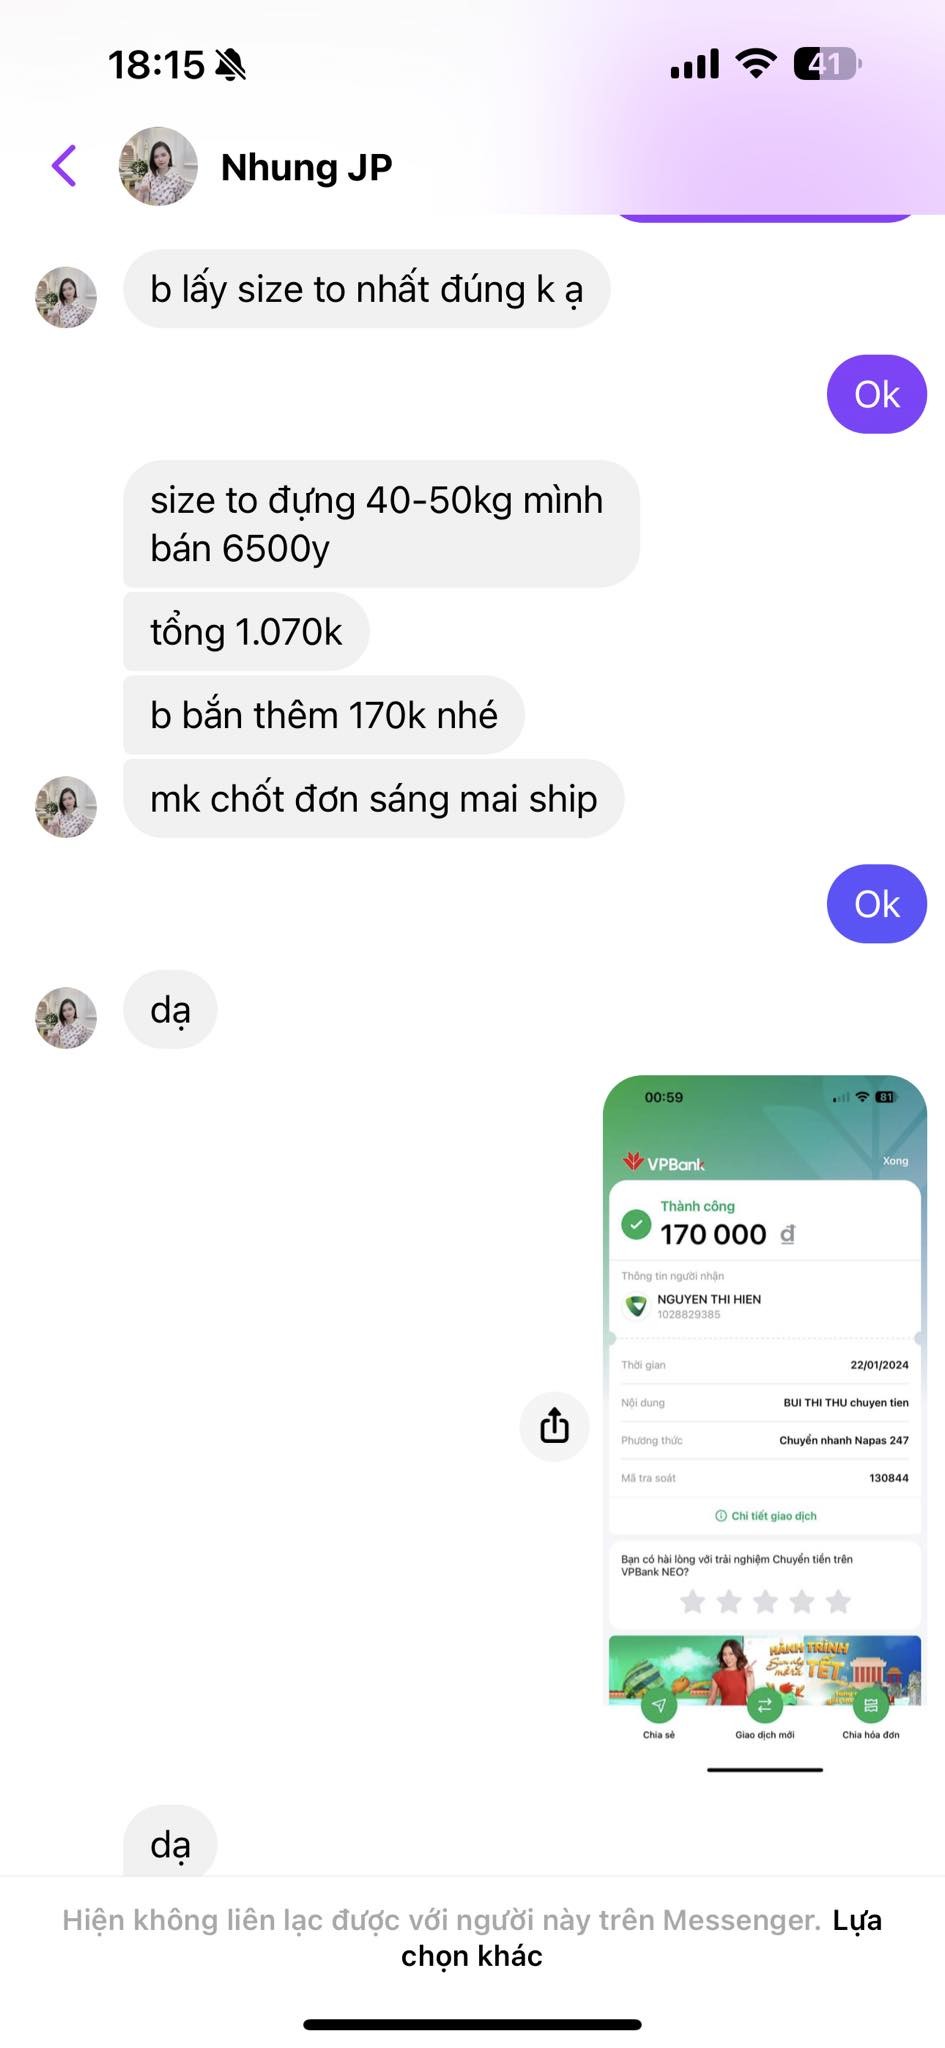 18:15
41
Nhung JP
b lấy size to nhất đúng k ạ
Ok
size to đựng 40-50kg mình
bán 6500y
tổng 1.070k
b bắn thêm 170k nhé
mk chốt đơn sáng mai ship
Ok
dạ
00:59
81
VPBank
Xong
Thành công
170 000 đ
Thông tin người nhận
NGUYEN THI HIEN
1028829385
Thời gian 22/01/2024
Nội dung BUI THI THU chuyen tien
Phương thức Chuyển nhanh Napas 247
Mã tra soát 130844
Chi tiết giao dịch
Bạn có hài lòng với trải nghiệm Chuyển tiền trên
VPBank NEO?
HÀNH TRÌNH
TẾT
Chia sẻ Giao dịch mới Chia hóa đơn
dạ
Hiện không liên lạc được với người này trên Messenger. Lựa
chọn khác